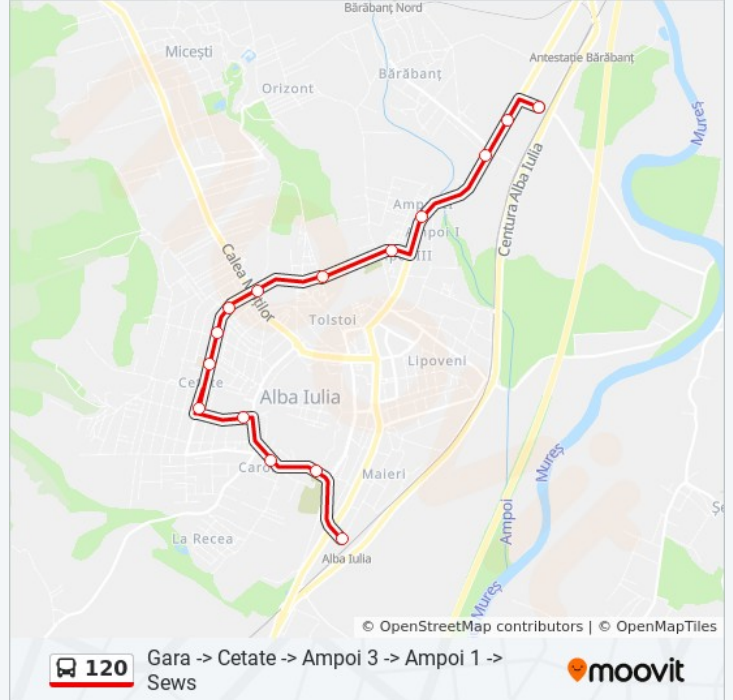 Bărăbanț Nord
Micești
Antestație Bărăbanț
Bărăbanț
Orizont
Mureș
Centura Alba Iulia
Ampoi I
III
Calea Moților
Tolstoi
Lipoveni
Alba Iulia
Maieri
Mureș
Ampoi
La Recea
Alba Iulia
Mureș
© OpenStreetMap contributors | © OpenMapTiles
120
Gara -> Cetate -> Ampoi 3 -> Ampoi 1 ->
Sews
moovit